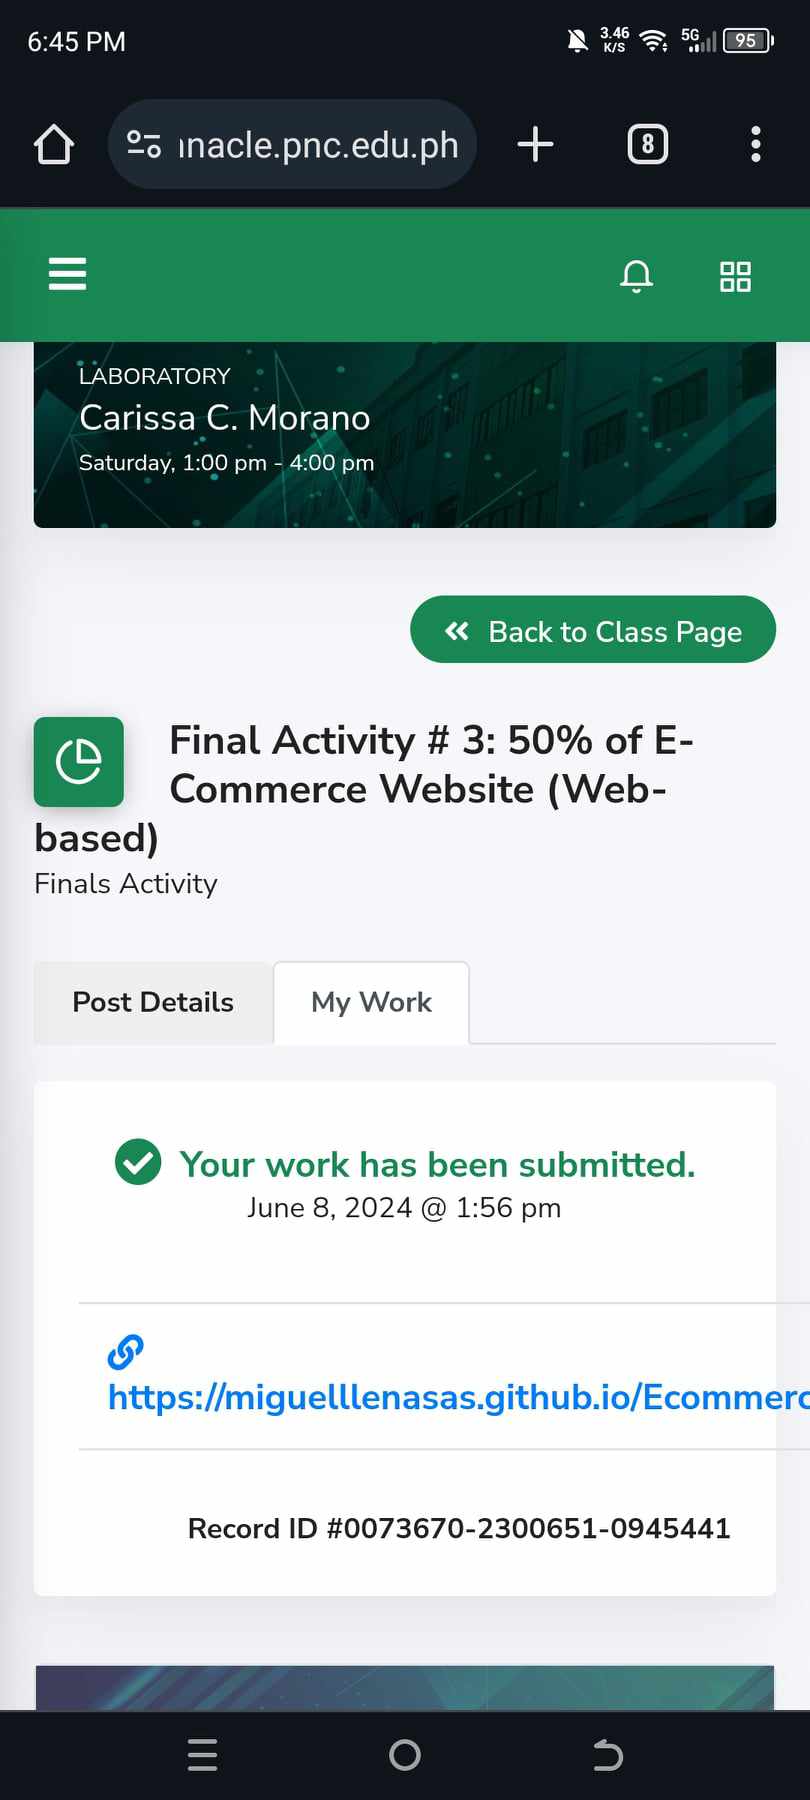 6:45 PM
3.46
K/S
5G
95
nacle.pnc.edu.ph
8
LABORATORY
Carissa C. Morano
Saturday, 1:00 pm - 4:00 pm
Back to Class Page
Final Activity # 3: 50% of E-
Commerce Website (Web-
based)
Finals Activity
Post Details
My Work
Your work has been submitted.
June 8, 2024 @ 1:56 pm
https://miguelllenasas.github.io/Ecommerc
Record ID #0073670-2300651-0945441